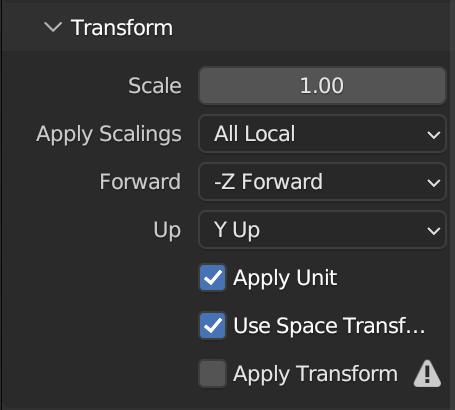 Transform
Scale 1.00
Apply Scalings All Local
Forward -Z Forward
Up Y Up
Apply Unit
Use Space Transf...
Apply Transform